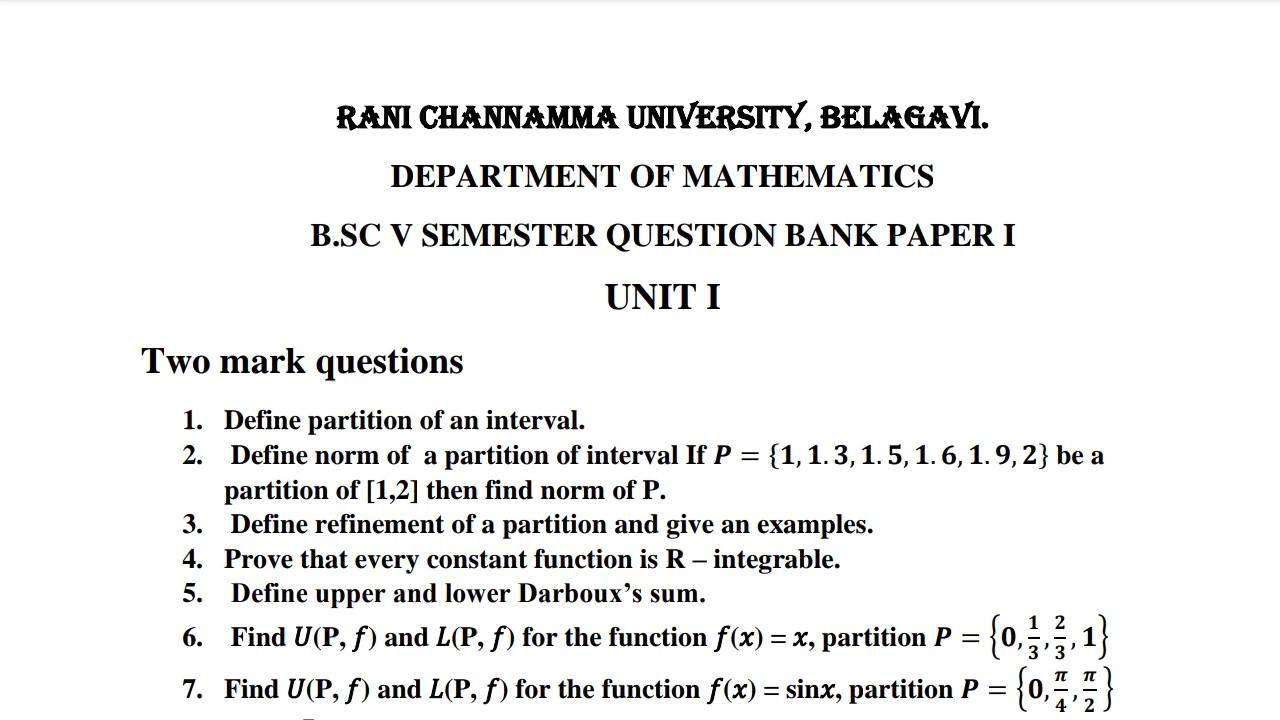 RANI CHANNAMMA UNIVERSITY, BELAGAVI.
DEPARTMENT OF MATHEMATICS
B.SC V SEMESTER QUESTION BANK PAPER I
UNIT I
Two mark questions
1. Define partition of an interval.
2. Define norm of a partition of interval If P = {1, 1.3, 1.5, 1.6, 1.9, 2} be a
partition of [1,2] then find norm of P.
3. Define refinement of a partition and give an examples.
4. Prove that every constant function is R – integrable.
5. Define upper and lower Darboux’s sum.
6. Find U(P, f) and L(P, f) for the function f(x) = x, partition P = {0, 1/3, 2/3, 1}
7. Find U(P, f) and L(P, f) for the function f(x) = sinx, partition P = {0, π/4, π/2}